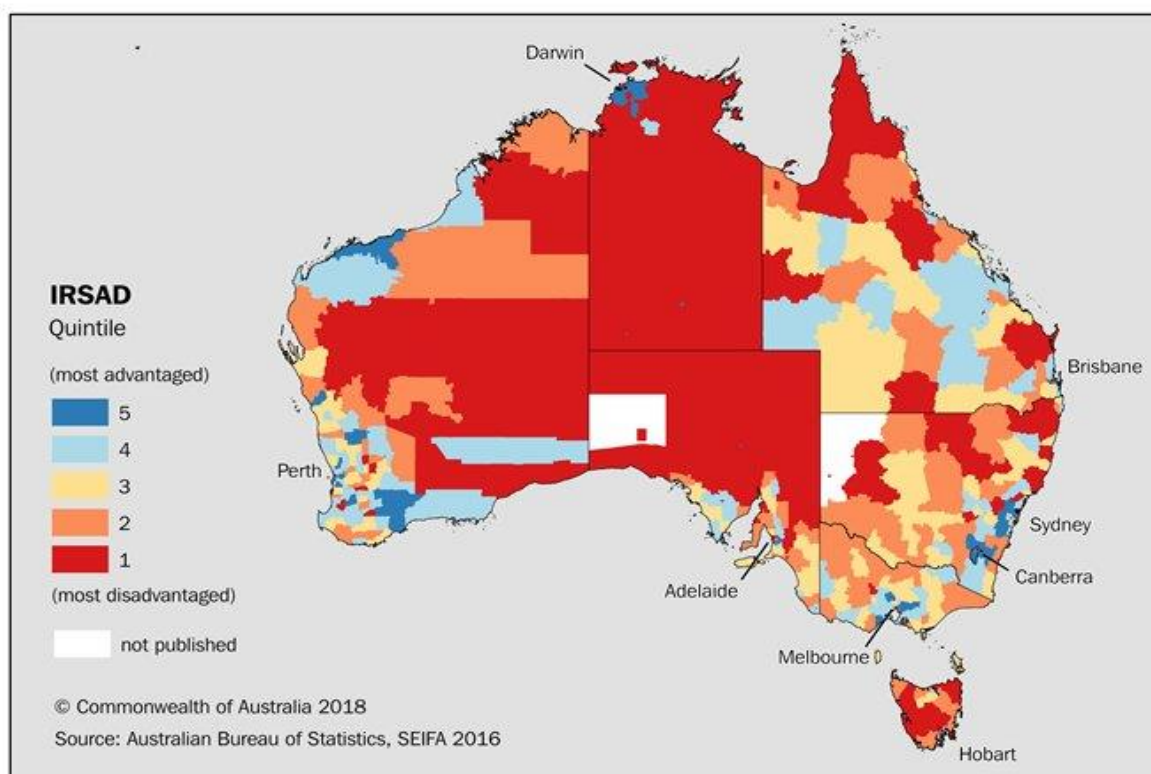 Darwin
IRSAD
Quintile
(most advantaged)
5
4
3
2
1
(most disadvantaged)
not published
Brisbane
Perth
Sydney
Canberra
Adelaide
Melbourne
Hobart
© Commonwealth of Australia 2018
Source: Australian Bureau of Statistics, SEIFA 2016